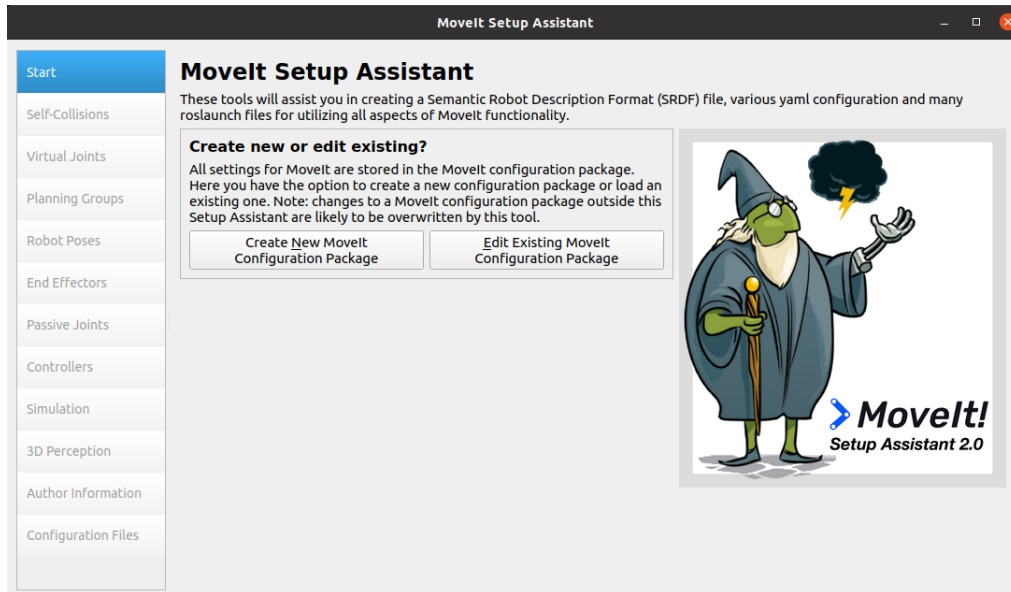 MoveIt Setup Assistant
Start
Self-Collisions
Virtual Joints
Planning Groups
Robot Poses
End Effectors
Passive Joints
Controllers
Simulation
3D Perception
Author Information
Configuration Files
MoveIt Setup Assistant
These tools will assist you in creating a Semantic Robot Description Format (SRDF) file, various yaml configuration and many
roslaunch files for utilizing all aspects of MoveIt functionality.
Create new or edit existing?
All settings for MoveIt are stored in the MoveIt configuration package.
Here you have the option to create a new configuration package or load an
existing one. Note: changes to a MoveIt configuration package outside this
Setup Assistant are likely to be overwritten by this tool.
Create New MoveIt
Configuration Package
Edit Existing MoveIt
Configuration Package
MoveIt!
Setup Assistant 2.0